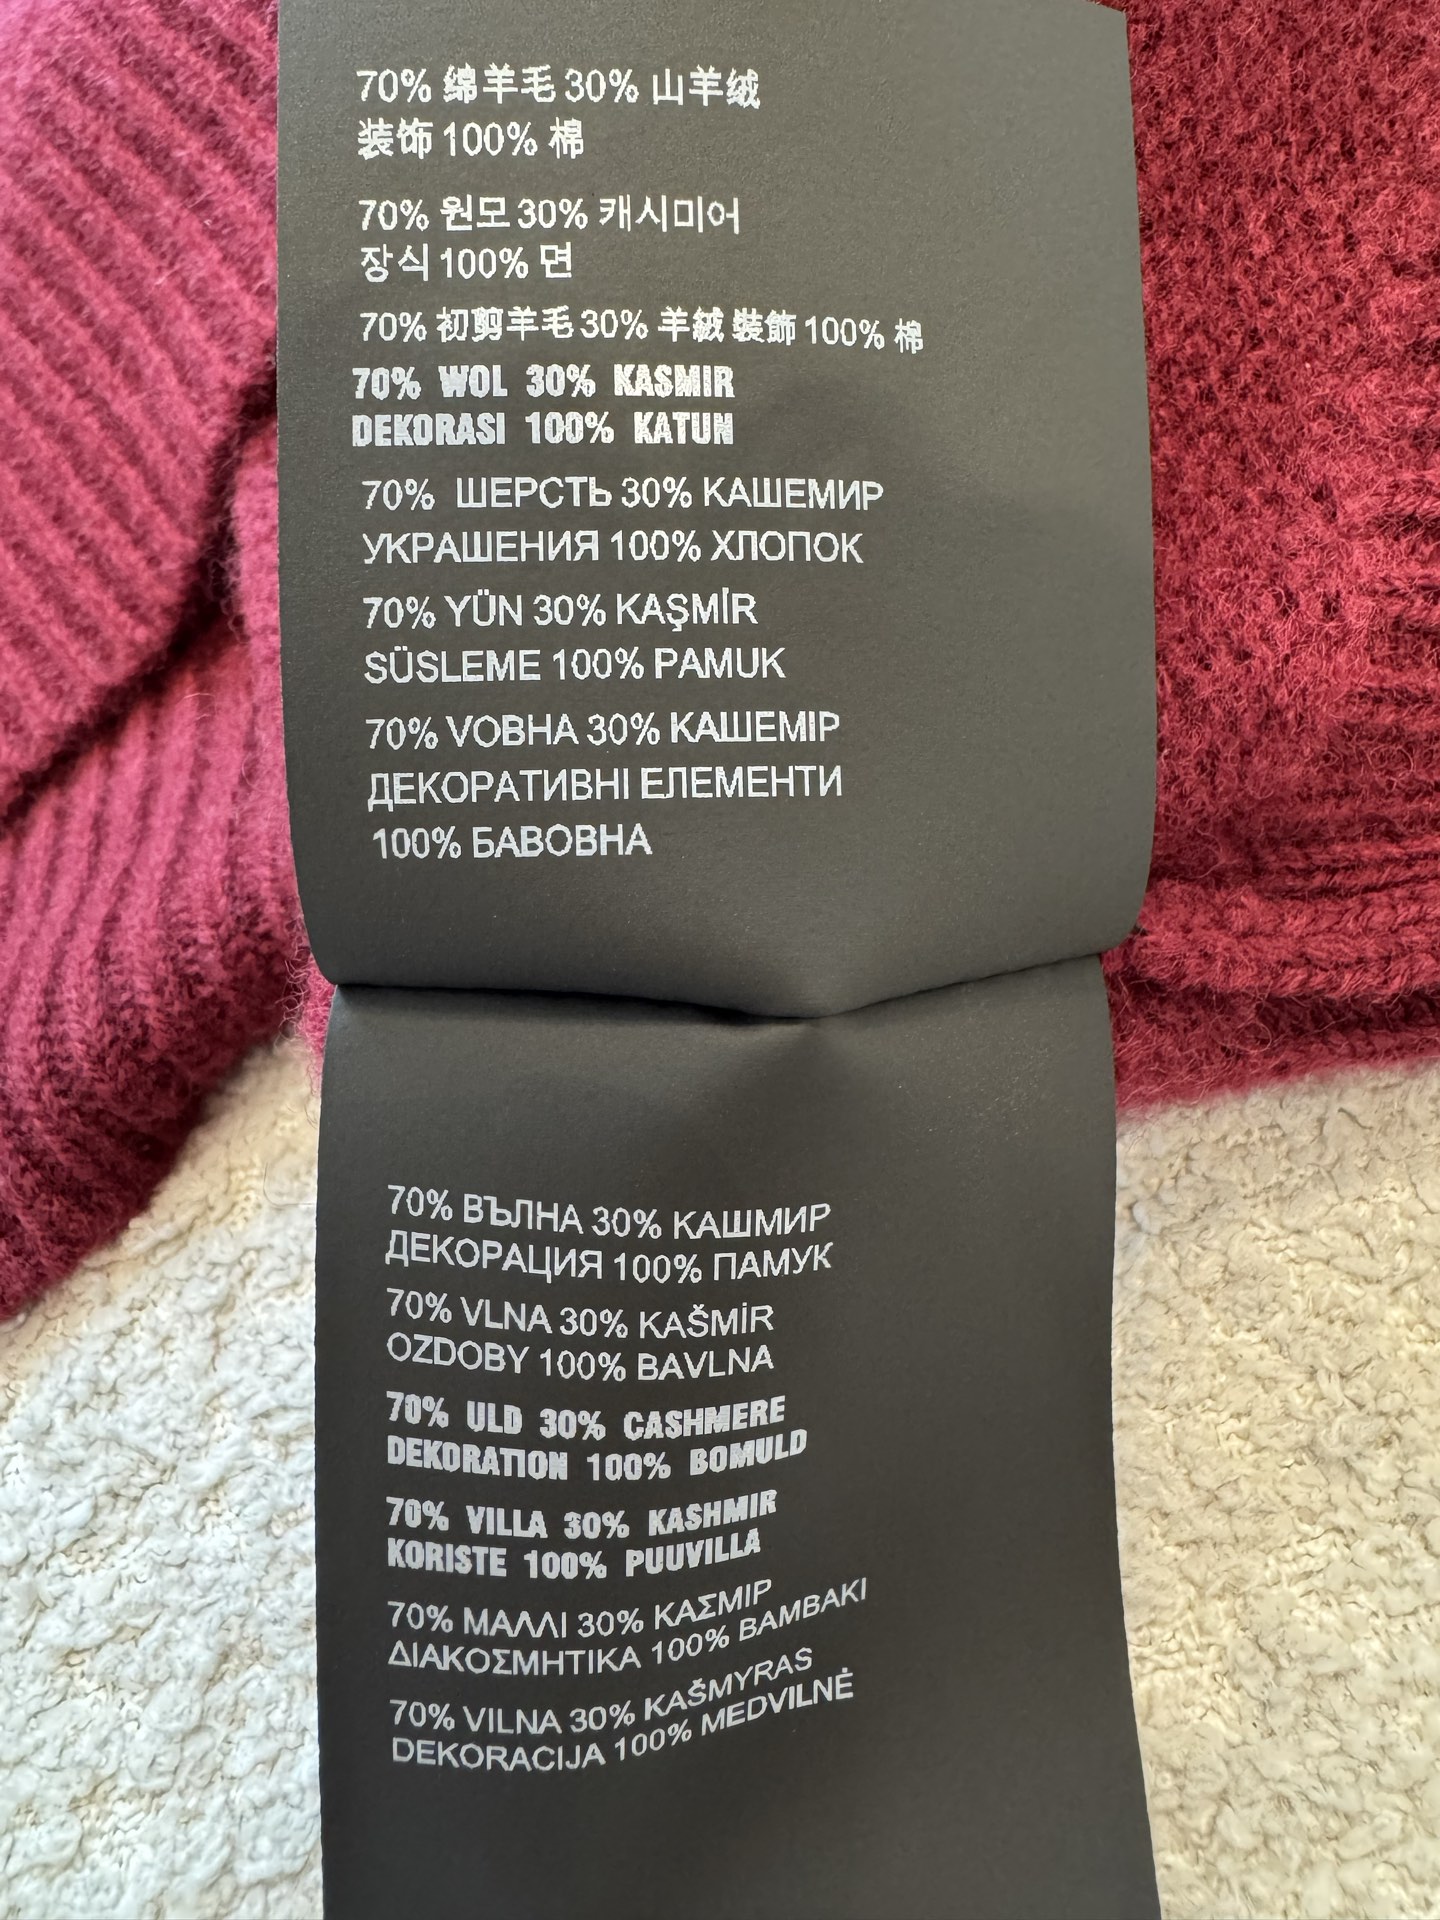 70% 绵羊毛 30% 山羊绒
装饰 100% 棉
70% 원모 30% 캐시미어
장식 100% 면
70% 初剪羊毛 30% 羊絨 裝飾 100% 棉
70% WOL 30% KASMIR
DEKORASI 100% KATUN
70% ШЕРСТЬ 30% КАШЕМИР
УКРАШЕНИЯ 100% ХЛОПОК
70% YÜN 30% KAŞMİR
SÜSLEME 100% PAMUK
70% VOBHA 30% КАШЕМІР
ДЕКОРАТИВНІ ЕЛЕМЕНТИ
100% БАВОВНА
70% ВЪЛНА 30% КАШМИР
ДЕКОРАЦИЯ 100% ПАМУК
70% VLNA 30% KAŠMİR
OZDOBY 100% BAVLNA
70% ULD 30% CASHMERE
DEKORATION 100% BOMULD
70% VILLA 30% KASHMIR
KORISTE 100% PUUVILLA
70% ΜΑΛΛΙ 30% ΚΑΣΜΙΡ
ΔΙΑΚΟΣΜΗΤΙΚΑ 100% ΒΑΜΒΑΚΙ
70% VILNA 30% KAŠMYRAS
DEKORACIJA 100% MEDVILNĖ